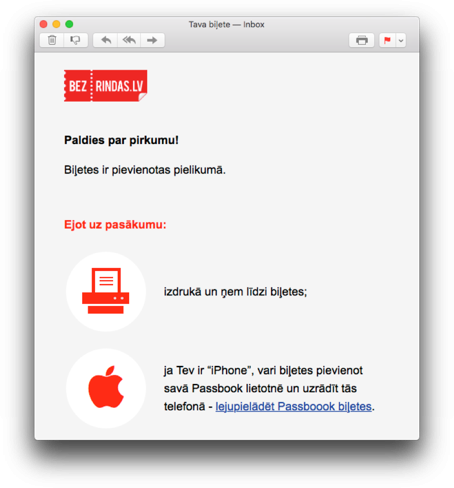 Tava biļete — Inbox
BEZ RINDAS.LV
Paldies par pirkumu!
Biļetes ir pievienotas pielikumā.
Ejot uz pasākumu:
izdrukā un ņem līdzi biļetes;
ja Tev ir “iPhone”, vari biļetes pievienot
savā Passbook lietotnē un uzrādīt tās
telefonā - lejupielādēt Passboook biļetes.